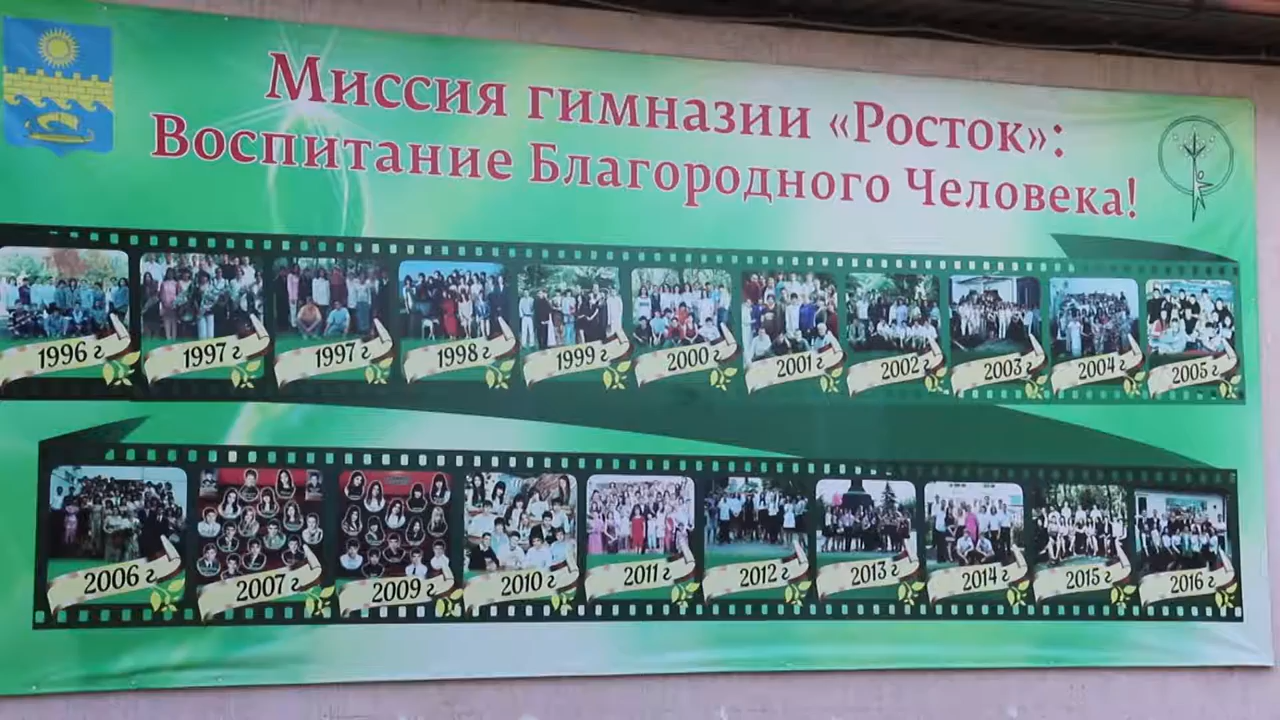 Миссия гимназии «Росток»:
Воспитание Благородного Человека!
1996 г
1997 г
1997 г
1998 г
1999 г
2000 г
2001 г
2002 г
2003 г
2004 г
2005 г
2006 г
2007 г
2009 г
2010 г
2011 г
2012 г
2013 г
2014 г
2015 г
2016 г